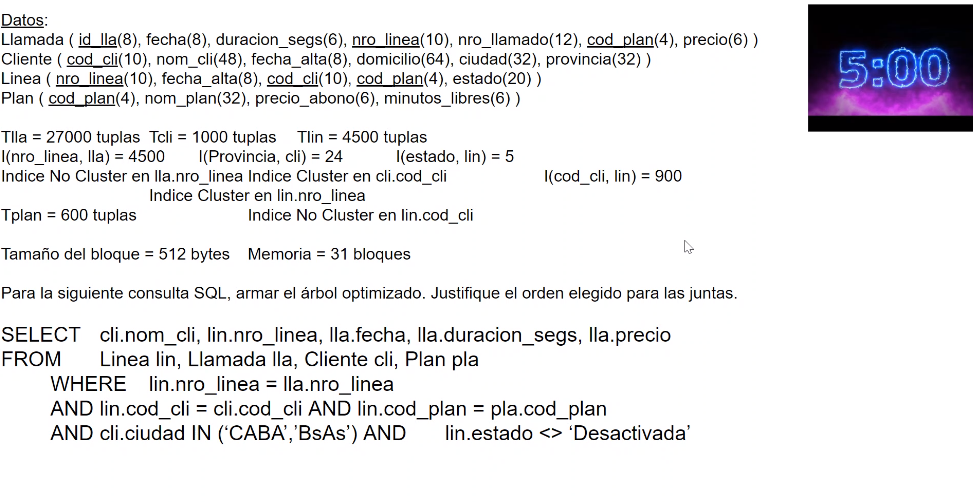 Datos:
Llamada ( id_lla(8), fecha(8), duracion_segs(6), nro_linea(10), nro_llamado(12), cod_plan(4), precio(6) )
Cliente ( cod_cli(10), nom_cli(48), fecha_alta(8), domicilio(64), ciudad(32), provincia(32) )
Linea ( nro_linea(10), fecha_alta(8), cod_cli(10), cod_plan(4), estado(20) )
Plan ( cod_plan(4), nom_plan(32), precio_abono(6), minutos_libres(6) )
5:00
Tlla = 27000 tuplas Tcli = 1000 tuplas Tlin = 4500 tuplas
I(nro_linea, lla) = 4500 I(Provincia, cli) = 24 I(estado, lin) = 5
Indice No Cluster en lla.nro_linea Indice Cluster en cli.cod_cli I(cod_cli, lin) = 900
Indice Cluster en lin.nro_linea
Tplan = 600 tuplas Indice No Cluster en lin.cod_cli
Tamaño del bloque = 512 bytes Memoria = 31 bloques
Para la siguiente consulta SQL, armar el árbol optimizado. Justifique el orden elegido para las juntas.
SELECT cli.nom_cli, lin.nro_linea, lla.fecha, lla.duracion_segs, lla.precio
FROM Linea lin, Llamada lla, Cliente cli, Plan pla
WHERE lin.nro_linea = lla.nro_linea
AND lin.cod_cli = cli.cod_cli AND lin.cod_plan = pla.cod_plan
AND cli.ciudad IN (‘CABA’,’BsAs’) AND lin.estado <> ‘Desactivada’